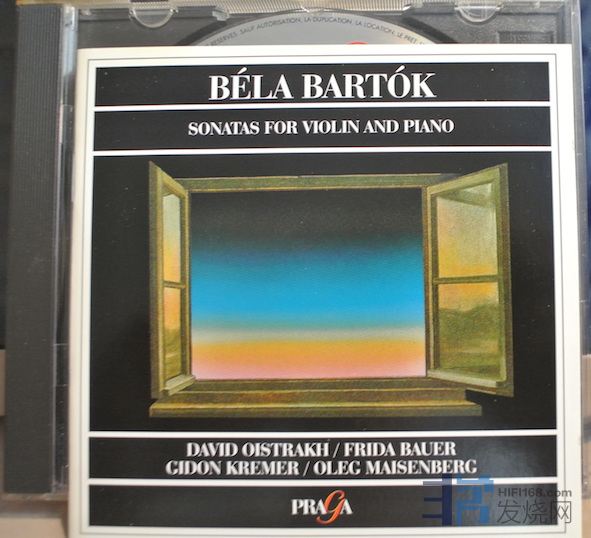 RESERVES. SAUF AUTORISATION, LA DUPLICATION, LA LOCATION, LE PRET,
BÉLA BARTÓK
SONATAS FOR VIOLIN AND PIANO
DAVID OISTRAKH / FRIDA BAUER
GIDON KREMER / OLEG MAISENBERG
PRAGA
HIFI168.com
发烧网